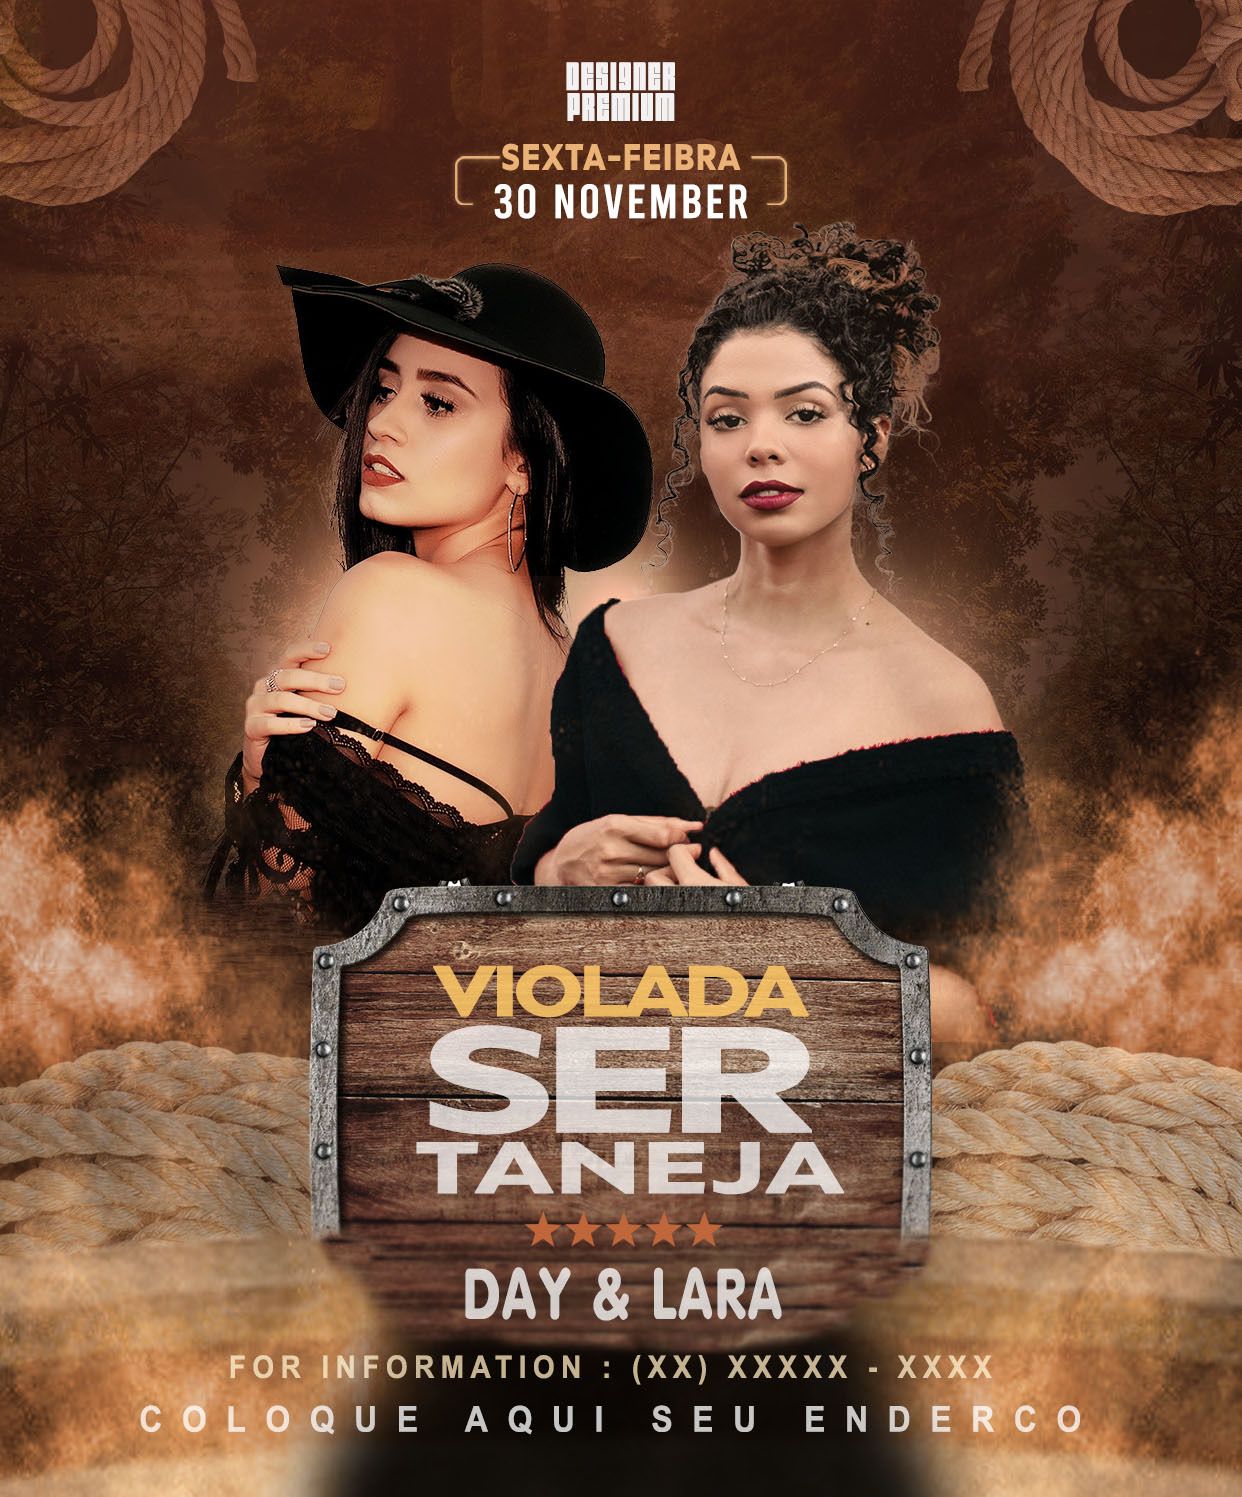 DESIGNER
PREMIUM
SEXTA-FEIBRA
30 NOVEMBER
VIOLADA
SER
TANEJA
DAY & LARA
FOR INFORMATION : (XX) XXXXX - XXXX
COLOQUE AQUI SEU ENDERCO